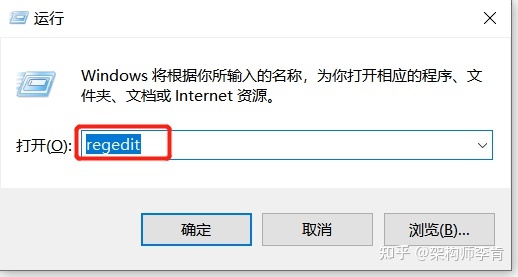 运行
Windows 将根据你所输入的名称，为你打开相应的程序、文
件夹、文档或 Internet 资源。
打开(O): regedit
确定 取消 浏览(B)...
知乎 @架构师李肯